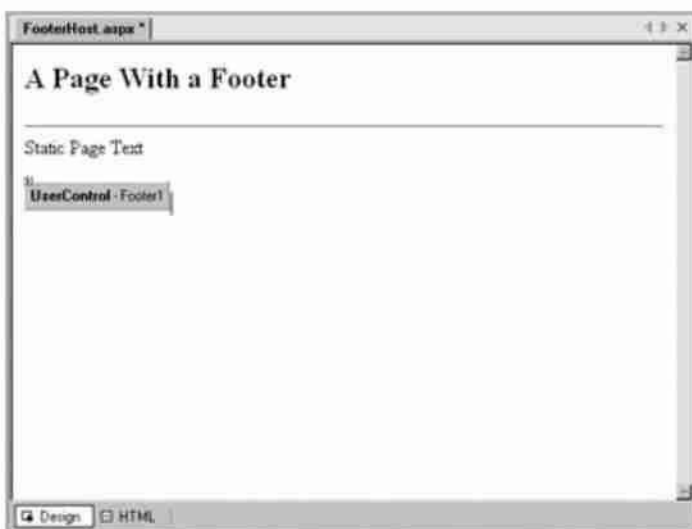 FooterHost.aspx *
A Page With a Footer
Static Page Text
UserControl - Footer1
Design HTML